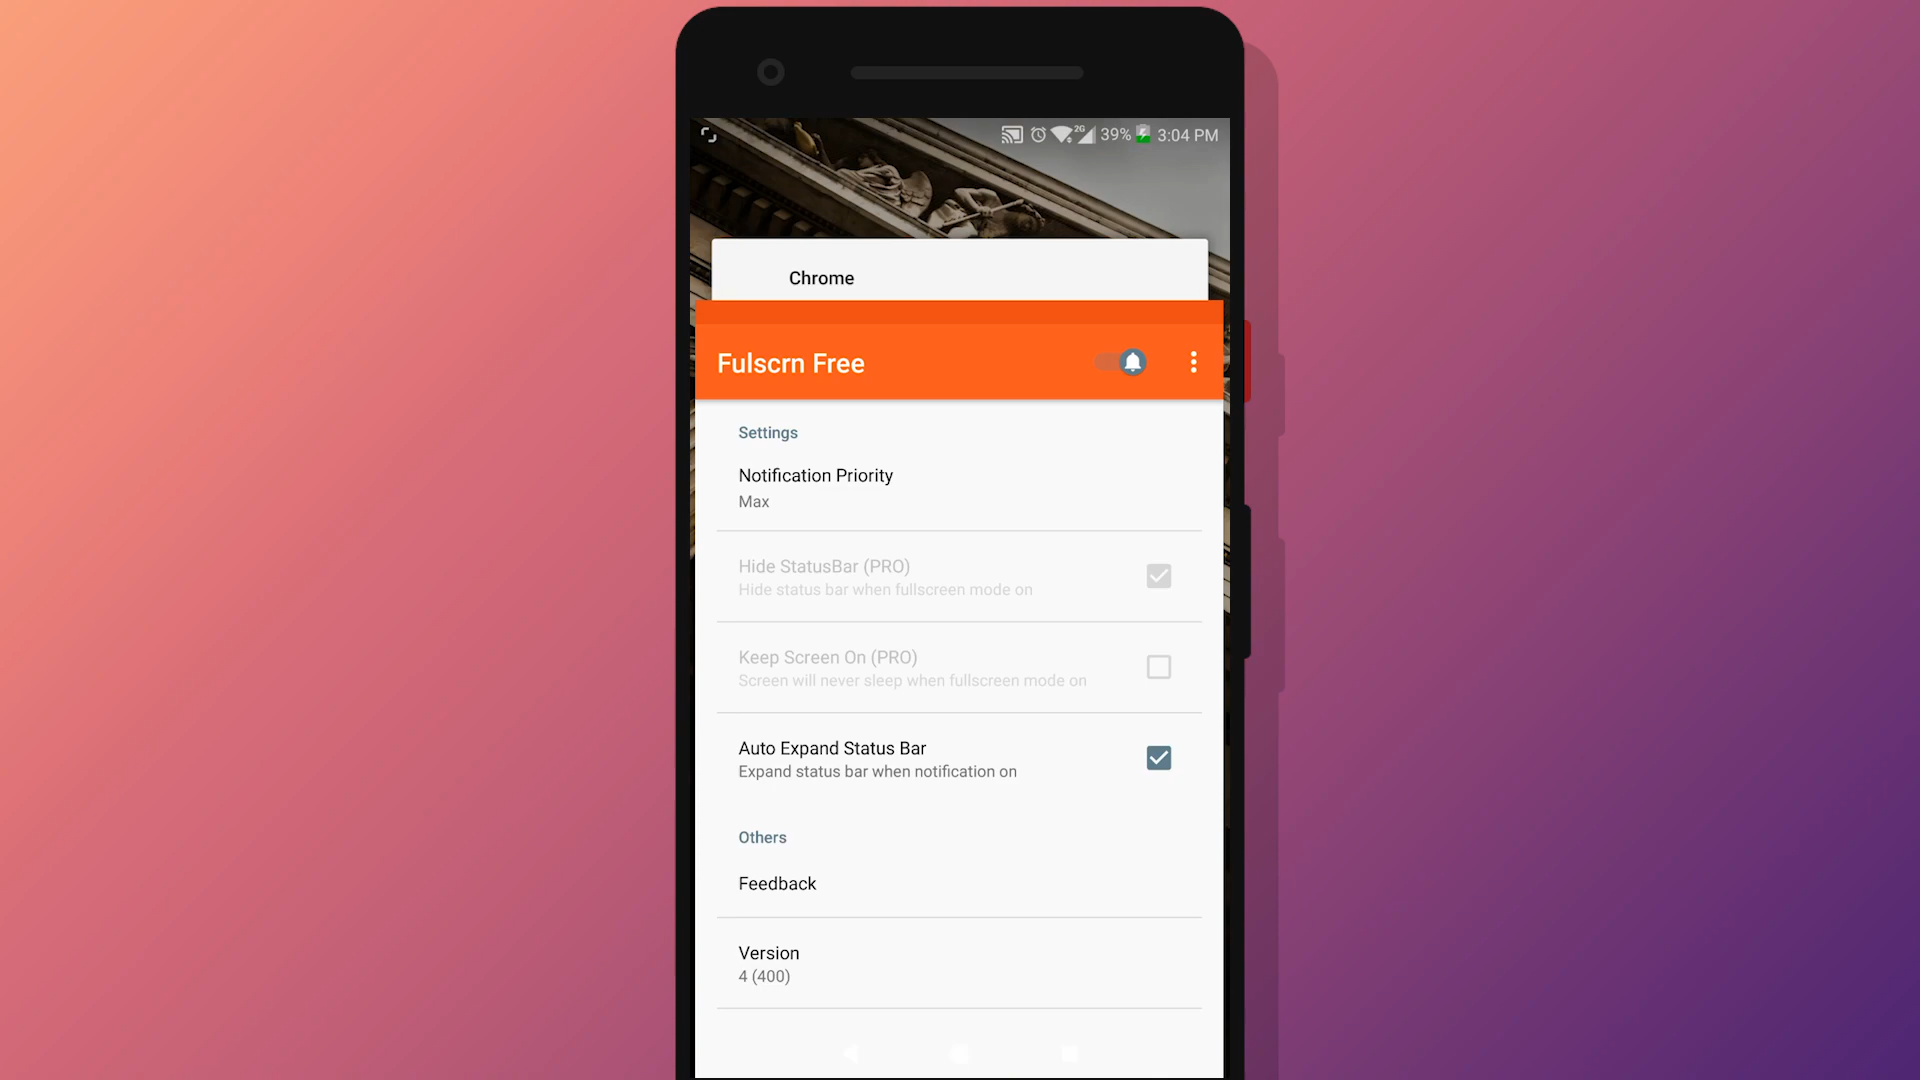 2G 39% 3:04 PM
Chrome
Fulscrn Free
Settings
Notification Priority
Max
Hide StatusBar (PRO)
Hide status bar when fullscreen mode on
Keep Screen On (PRO)
Screen will never sleep when fullscreen mode on
Auto Expand Status Bar
Expand status bar when notification on
Others
Feedback
Version
4 (400)